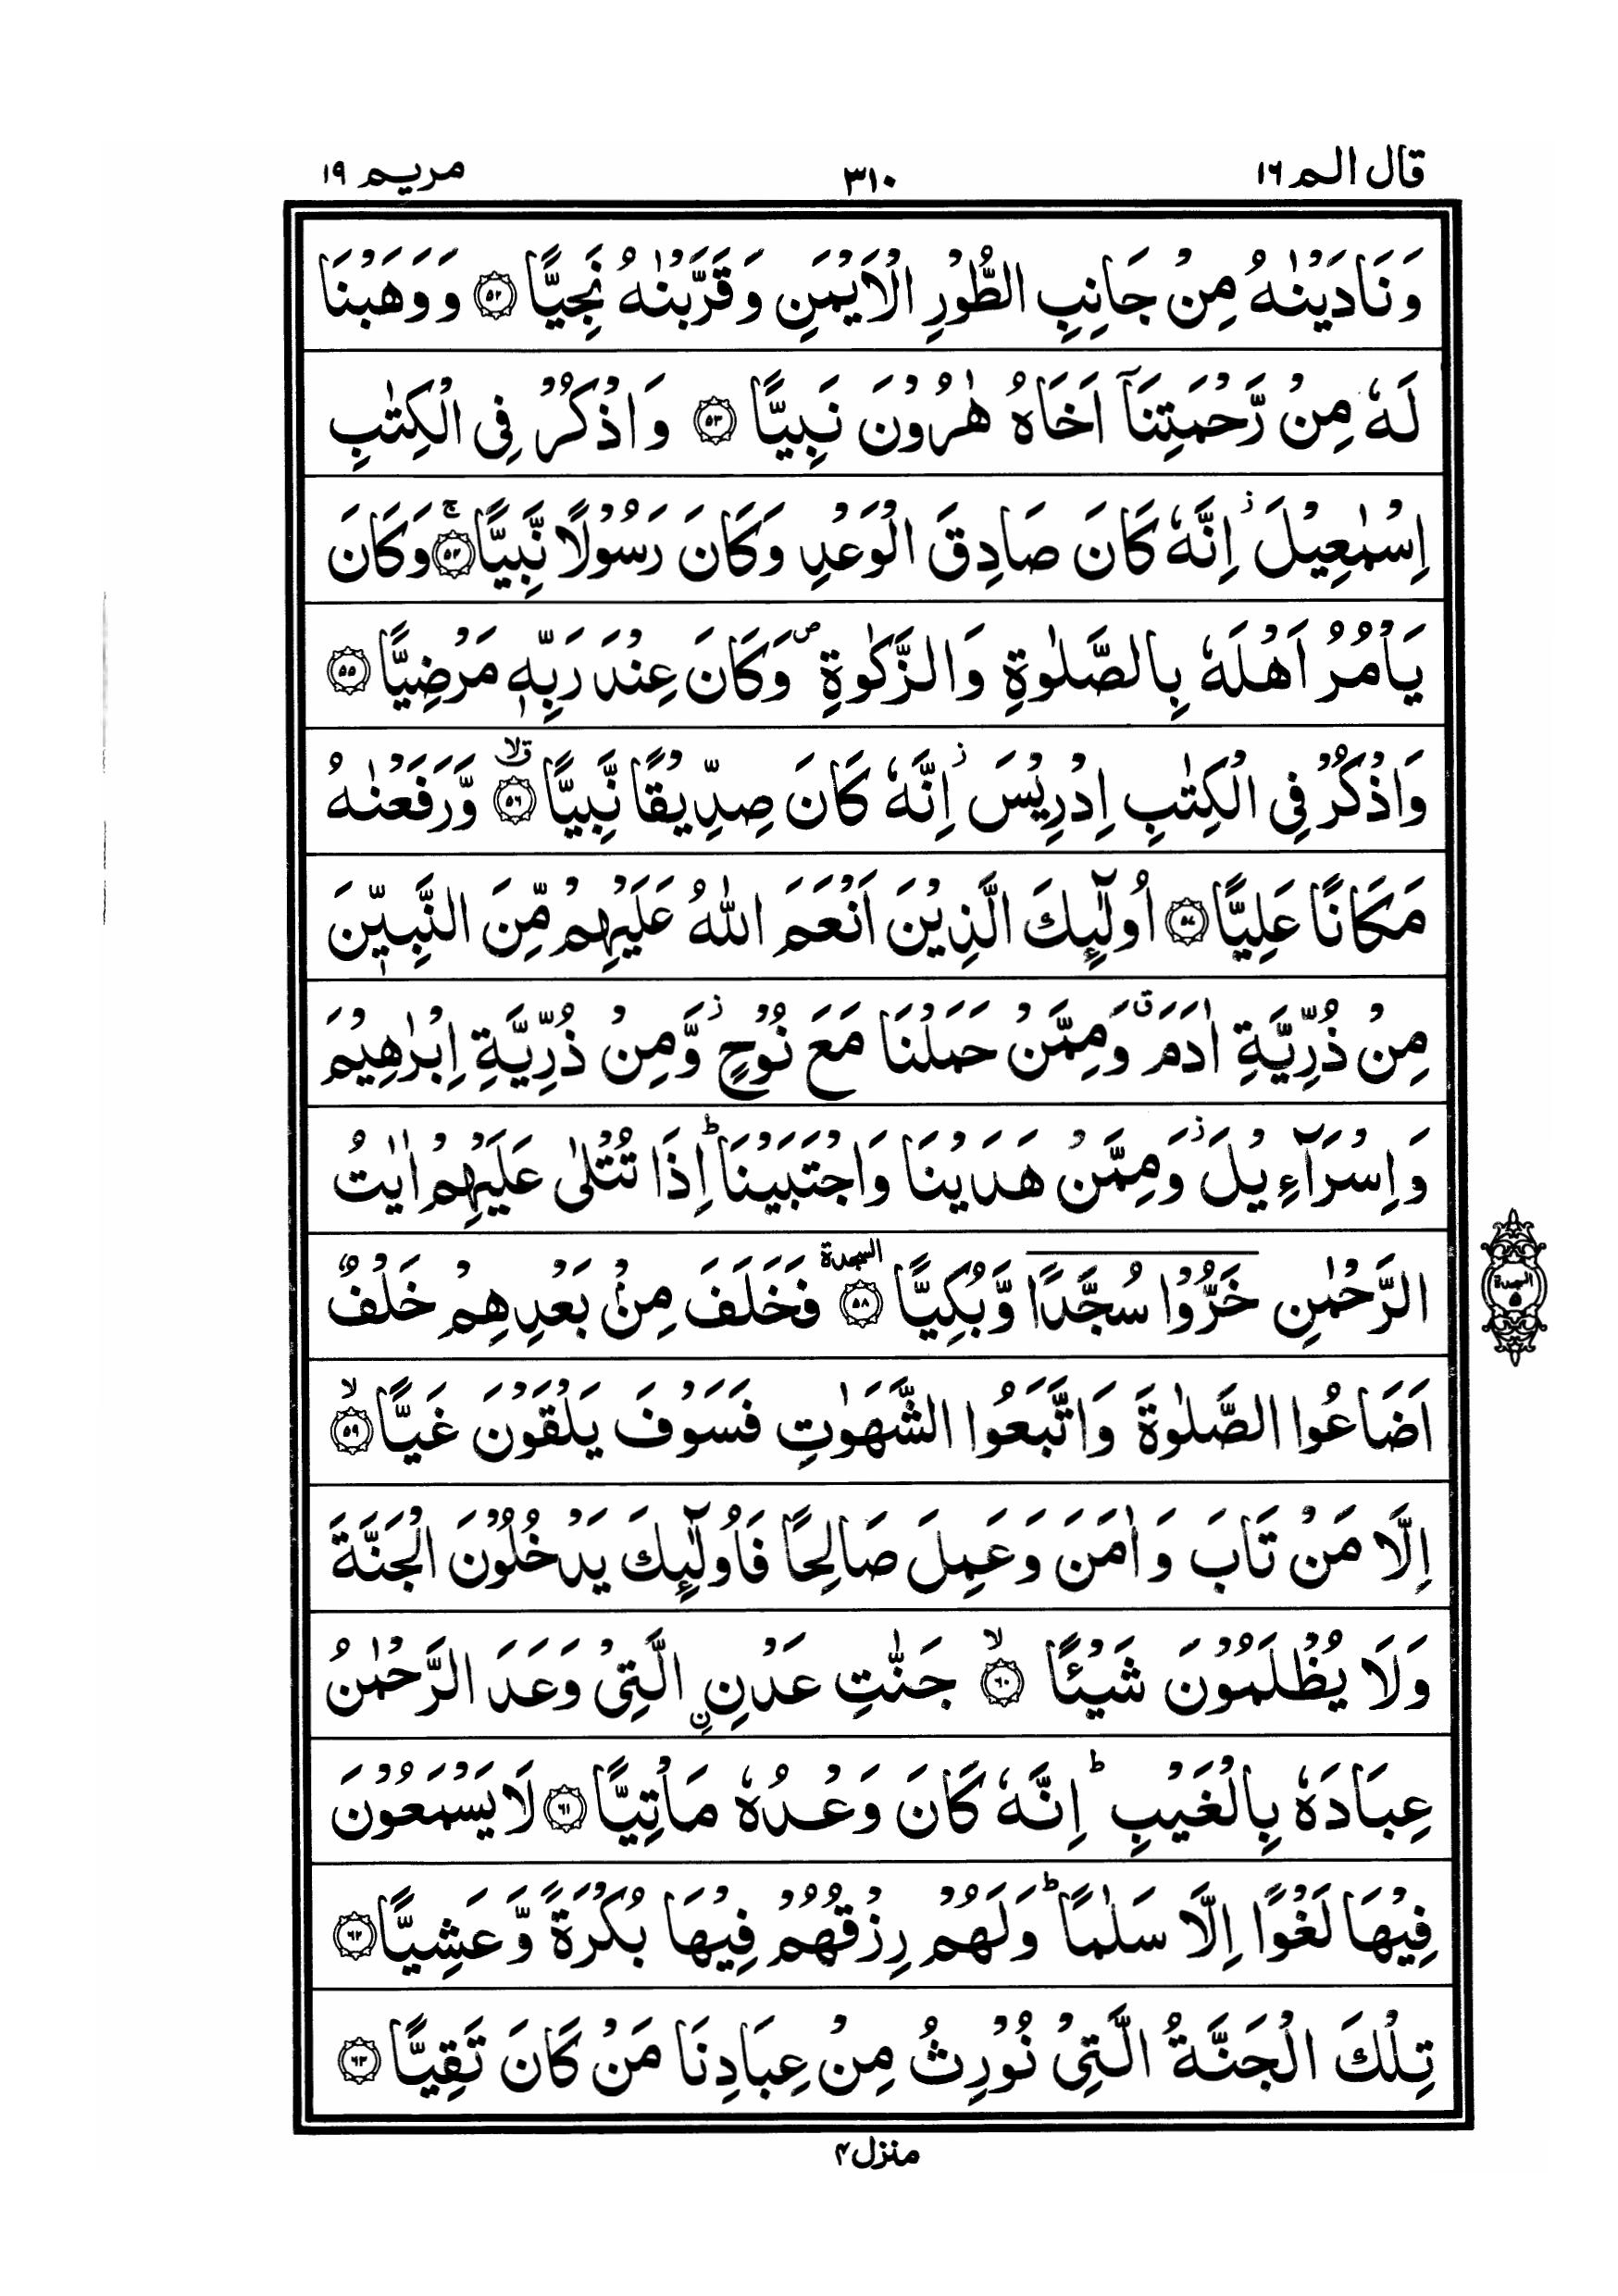 قال الم ١٦
٣١٠
مريم ١٩
وَنَادَيْنٰهُ مِنْ جَانِبِ الطُّوْرِ الْاَيْمَنِ وَقَرَّبْنٰهُ نَجِيًّا ﴿٥٢﴾ وَوَهَبْنَا
لَهٗ مِنْ رَّحْمَتِنَاۤ اَخَاهُ هٰرُوْنَ نَبِيًّا ﴿٥٣﴾ وَاذْكُرْ فِى الْكِتٰبِ
اِسْمٰعِيْلَ ؗ اِنَّهٗ كَانَ صَادِقَ الْوَعْدِ وَكَانَ رَسُوْلًا نَّبِيًّا ۚ﴿٥٤﴾ وَكَانَ
يَاْمُرُ اَهْلَهٗ بِالصَّلٰوةِ وَالزَّكٰوةِ ۪ وَكَانَ عِنْدَ رَبِّهٖ مَرْضِيًّا ﴿٥٥﴾
وَاذْكُرْ فِى الْكِتٰبِ اِدْرِيْسَ ؗ اِنَّهٗ كَانَ صِدِّيْقًا نَّبِيًّا ۗۙ﴿٥٦﴾ وَّرَفَعْنٰهُ
مَكَانًا عَلِيًّا ﴿٥٧﴾ اُولٰٓئِكَ الَّذِيْنَ اَنْعَمَ اللّٰهُ عَلَيْهِمْ مِّنَ النَّبِيّٖنَ
مِنْ ذُرِّيَّةِ اٰدَمَ ۗ وَمِمَّنْ حَمَلْنَا مَعَ نُوْحٍ ؗ وَّمِنْ ذُرِّيَّةِ اِبْرٰهِيْمَ
وَاِسْرَآءِيْلَ ؗ وَمِمَّنْ هَدَيْنَا وَاجْتَبَيْنَا ؕ اِذَا تُتْلٰى عَلَيْهِمْ اٰيٰتُ
الرَّحْمٰنِ خَرُّوْا سُجَّدًا وَّبُكِيًّا ﴿٥٨﴾ السجدة فَخَلَفَ مِنْۢ بَعْدِهِمْ خَلْفٌ
السجدة ٥
اَضَاعُوا الصَّلٰوةَ وَاتَّبَعُوا الشَّهَوٰتِ فَسَوْفَ يَلْقَوْنَ غَيًّا ۙ﴿٥٩﴾
اِلَّا مَنْ تَابَ وَاٰمَنَ وَعَمِلَ صَالِحًا فَاُولٰٓئِكَ يَدْخُلُوْنَ الْجَنَّةَ
وَلَا يُظْلَمُوْنَ شَيْـًٔا ۙ﴿٦٠﴾ جَنّٰتِ عَدْنِ ۨ الَّتِىْ وَعَدَ الرَّحْمٰنُ
عِبَادَهٗ بِالْغَيْبِ ؕ اِنَّهٗ كَانَ وَعْدُهٗ مَاْتِيًّا ﴿٦١﴾ لَا يَسْمَعُوْنَ
فِيْهَا لَغْوًا اِلَّا سَلٰمًا ؕ وَلَهُمْ رِزْقُهُمْ فِيْهَا بُكْرَةً وَّعَشِيًّا ﴿٦٢﴾
تِلْكَ الْجَنَّةُ الَّتِىْ نُوْرِثُ مِنْ عِبَادِنَا مَنْ كَانَ تَقِيًّا ﴿٦٣﴾
منزل ٤